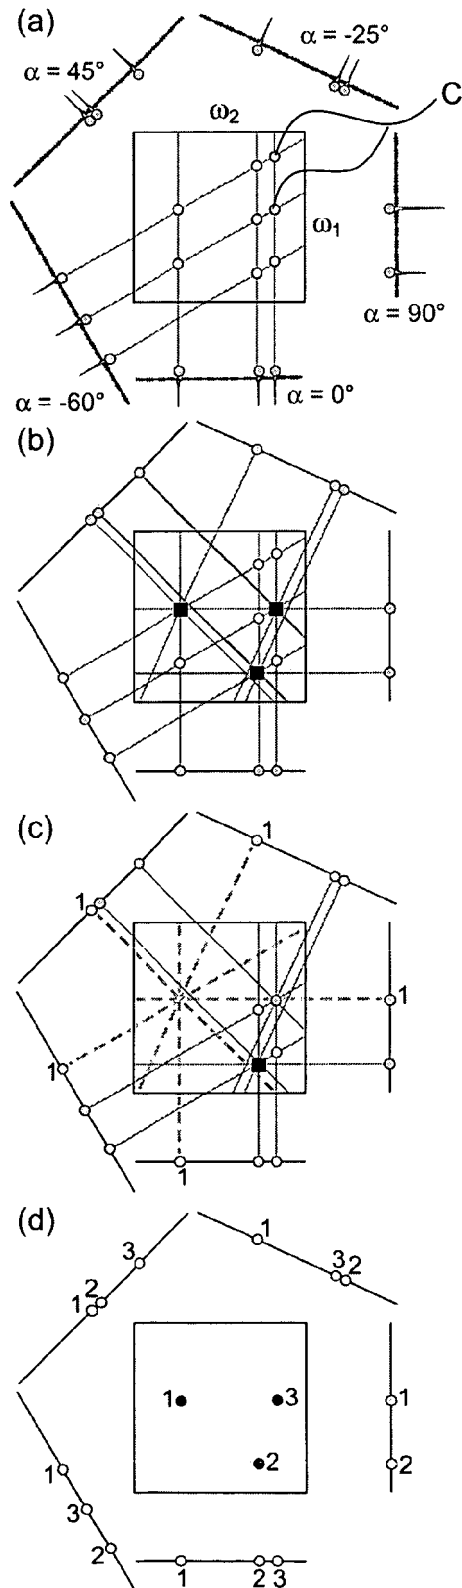 (a)
α = -25°
α = 45°
C
ω₂
ω₁
α = 90°
α = -60°
α = 0°
(b)
(c)
1
1
1
1
1
(d)
1
3
3 2
1 2
1 3 1
2 2
1
3
2
1 2 3